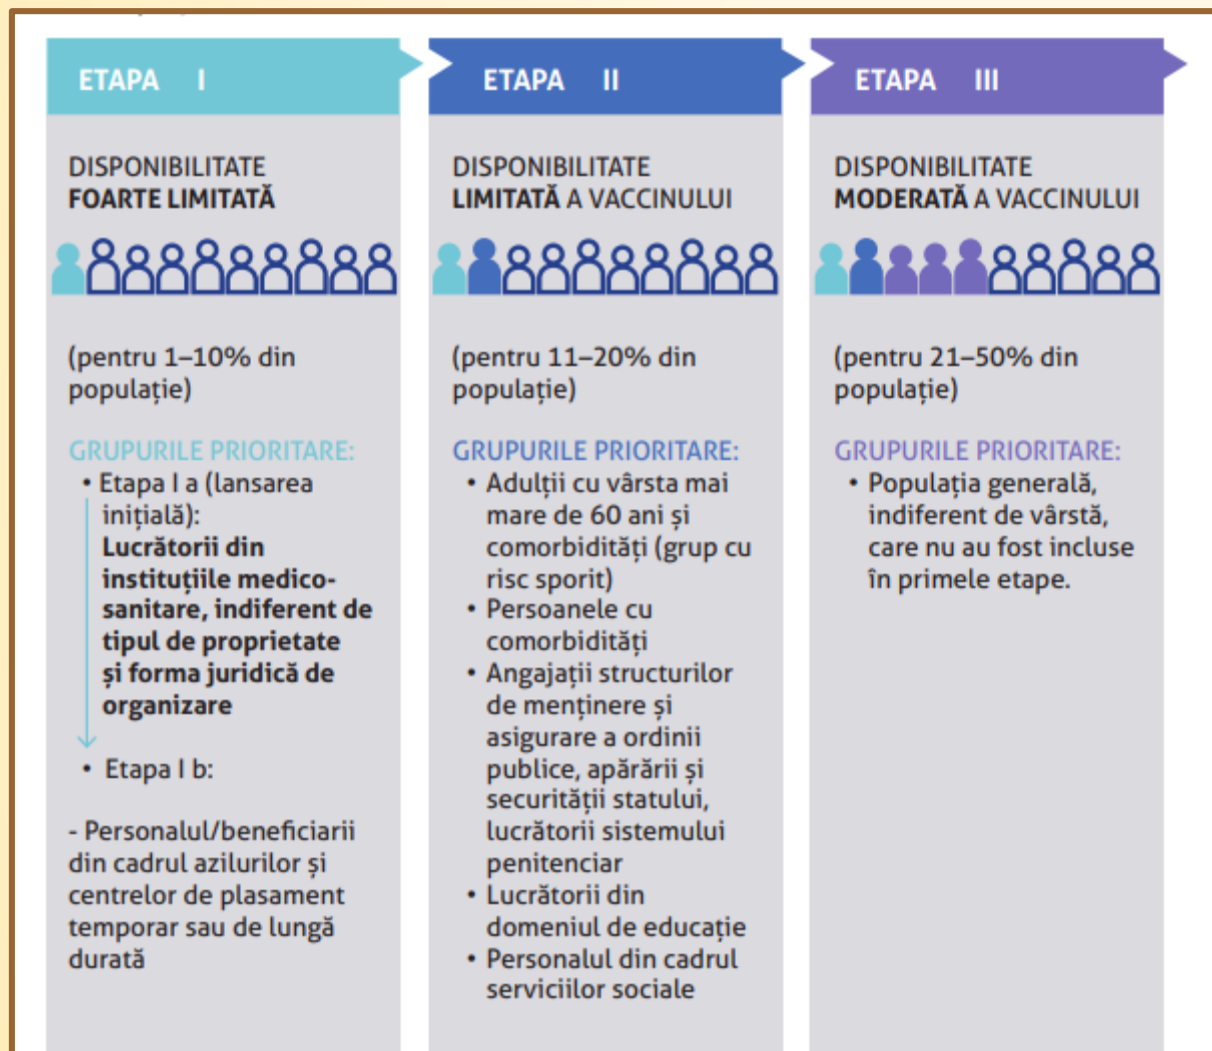 ETAPA I
DISPONIBILITATE
FOARTE LIMITATĂ
(pentru 1–10% din
populație)
GRUPURILE PRIORITARE:
• Etapa I a (lansarea
inițială):
Lucrătorii din
instituțiile medico-
sanitare, indiferent de
tipul de proprietate
și forma juridică de
organizare
• Etapa I b:
- Personalul/beneficiarii
din cadrul azilurilor și
centrelor de plasament
temporar sau de lungă
durată
ETAPA II
DISPONIBILITATE
LIMITATĂ A VACCINULUI
(pentru 11–20% din
populație)
GRUPURILE PRIORITARE:
• Adulții cu vârsta mai
mare de 60 ani și
comorbidități (grup cu
risc sporit)
• Persoanele cu
comorbidități
• Angajații structurilor
de menținere și
asigurare a ordinii
publice, apărării și
securității statului,
lucrătorii sistemului
penitenciar
• Lucrătorii din
domeniul de educație
• Personalul din cadrul
serviciilor sociale
ETAPA III
DISPONIBILITATE
MODERATĂ A VACCINULUI
(pentru 21–50% din
populație)
GRUPURILE PRIORITARE:
• Populația generală,
indiferent de vârstă,
care nu au fost incluse
în primele etape.